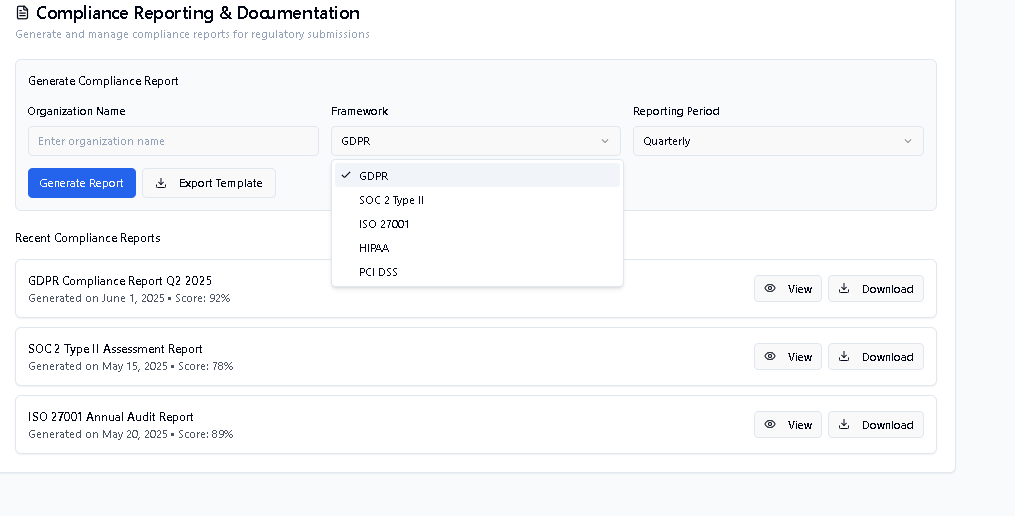 Compliance Reporting & Documentation
Generate and manage compliance reports for regulatory submissions
Generate Compliance Report
Organization Name
Enter organization name
Framework
GDPR
Reporting Period
Quarterly
GDPR
SOC 2 Type II
ISO 27001
HIPAA
PCI DSS
Generate Report
Export Template
Recent Compliance Reports
GDPR Compliance Report Q2 2025
Generated on June 1, 2025 • Score: 92%
View
Download
SOC 2 Type II Assessment Report
Generated on May 15, 2025 • Score: 78%
View
Download
ISO 27001 Annual Audit Report
Generated on May 20, 2025 • Score: 89%
View
Download